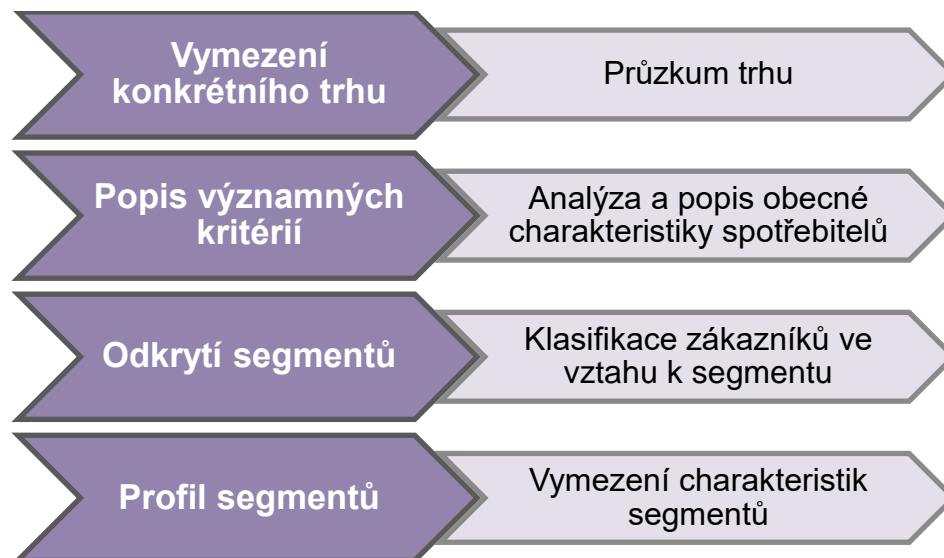 Vymezení
konkrétního trhu
Průzkum trhu
Popis významných
kritérií
Analýza a popis obecné
charakteristiky spotřebitelů
Odkrytí segmentů
Klasifikace zákazníků ve
vztahu k segmentu
Profil segmentů
Vymezení charakteristik
segmentů